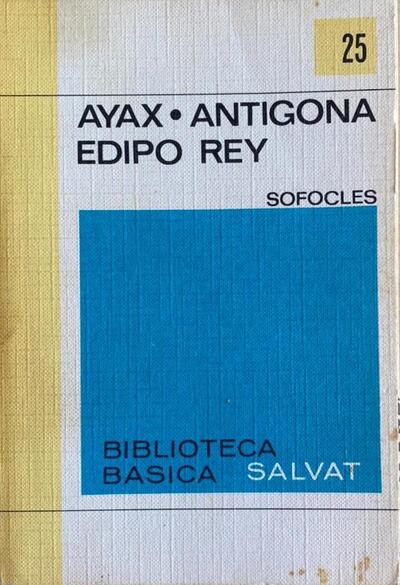 25
AYAX • ANTIGONA
EDIPO REY
SOFOCLES
BIBLIOTECA
BASICA SALVAT